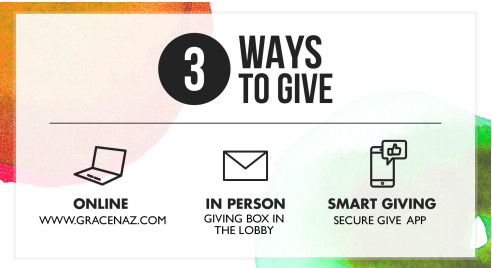 3 WAYS
TO GIVE
ONLINE
WWW.GRACENAZ.COM
IN PERSON
GIVING BOX IN
THE LOBBY
SMART GIVING
SECURE GIVE APP